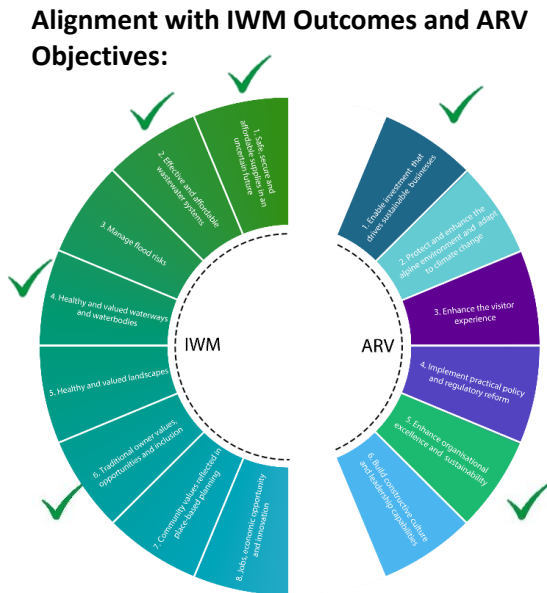 Alignment with IWM Outcomes and ARV
Objectives:
1. Safe, secure and
affordable supplies in an
uncertain future
2. Effective and affordable
wastewater systems
3. Manage flood risks
4. Healthy and valued waterways
and waterbodies
5. Healthy and valued landscapes
6. Traditional owner values,
opportunities and inclusion
7. Community values reflected in
place-based planning
8. Jobs, economic opportunity
and innovation
IWM
ARV
1. Enable investment that
drives sustainable businesses
2. Protect and enhance the
alpine environment and adapt
to climate change
3. Enhance the visitor
experience
4. Implement practical policy
and regulatory reform
5. Enhance organisational
excellence and sustainability
6. Build constructive culture
and leadership capabilities